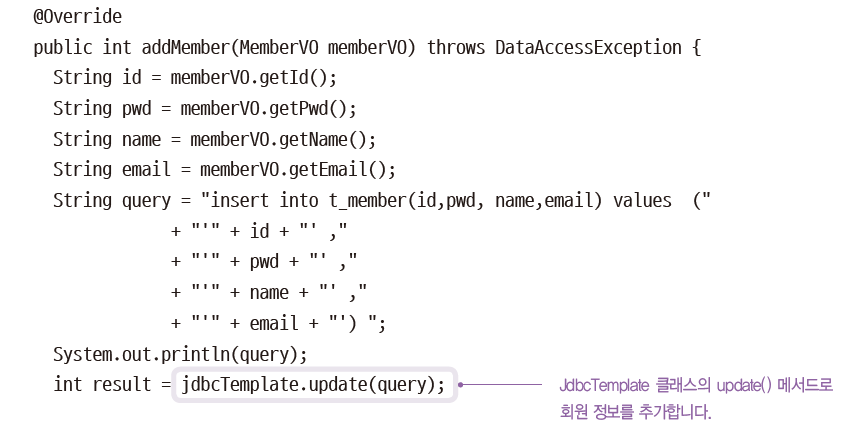 @Override
public int addMember(MemberVO memberVO) throws DataAccessException {
  String id = memberVO.getId();
  String pwd = memberVO.getPwd();
  String name = memberVO.getName();
  String email = memberVO.getEmail();
  String query = "insert into t_member(id,pwd, name,email) values  ("
              + "'" + id + "' ,"
              + "'" + pwd + "' ,"
              + "'" + name + "' ,"
              + "'" + email + "') ";
  System.out.println(query);
  int result = jdbcTemplate.update(query);
JdbcTemplate 클래스의 update() 메서드로
회원 정보를 추가합니다.